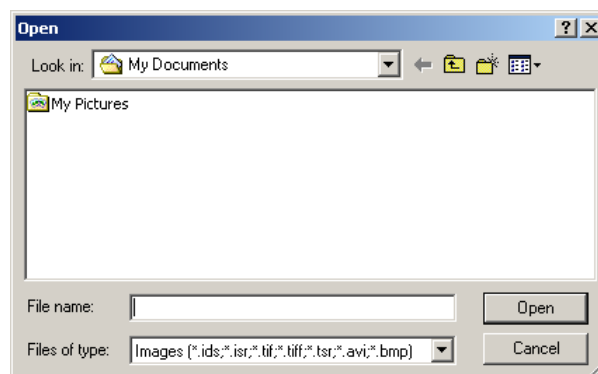 Open
Look in: My Documents
My Pictures
File name: Open
Files of type: Images (*.ids;*.isr;*.tif;*.tiff;*.tsr;*.avi;*.bmp) Cancel